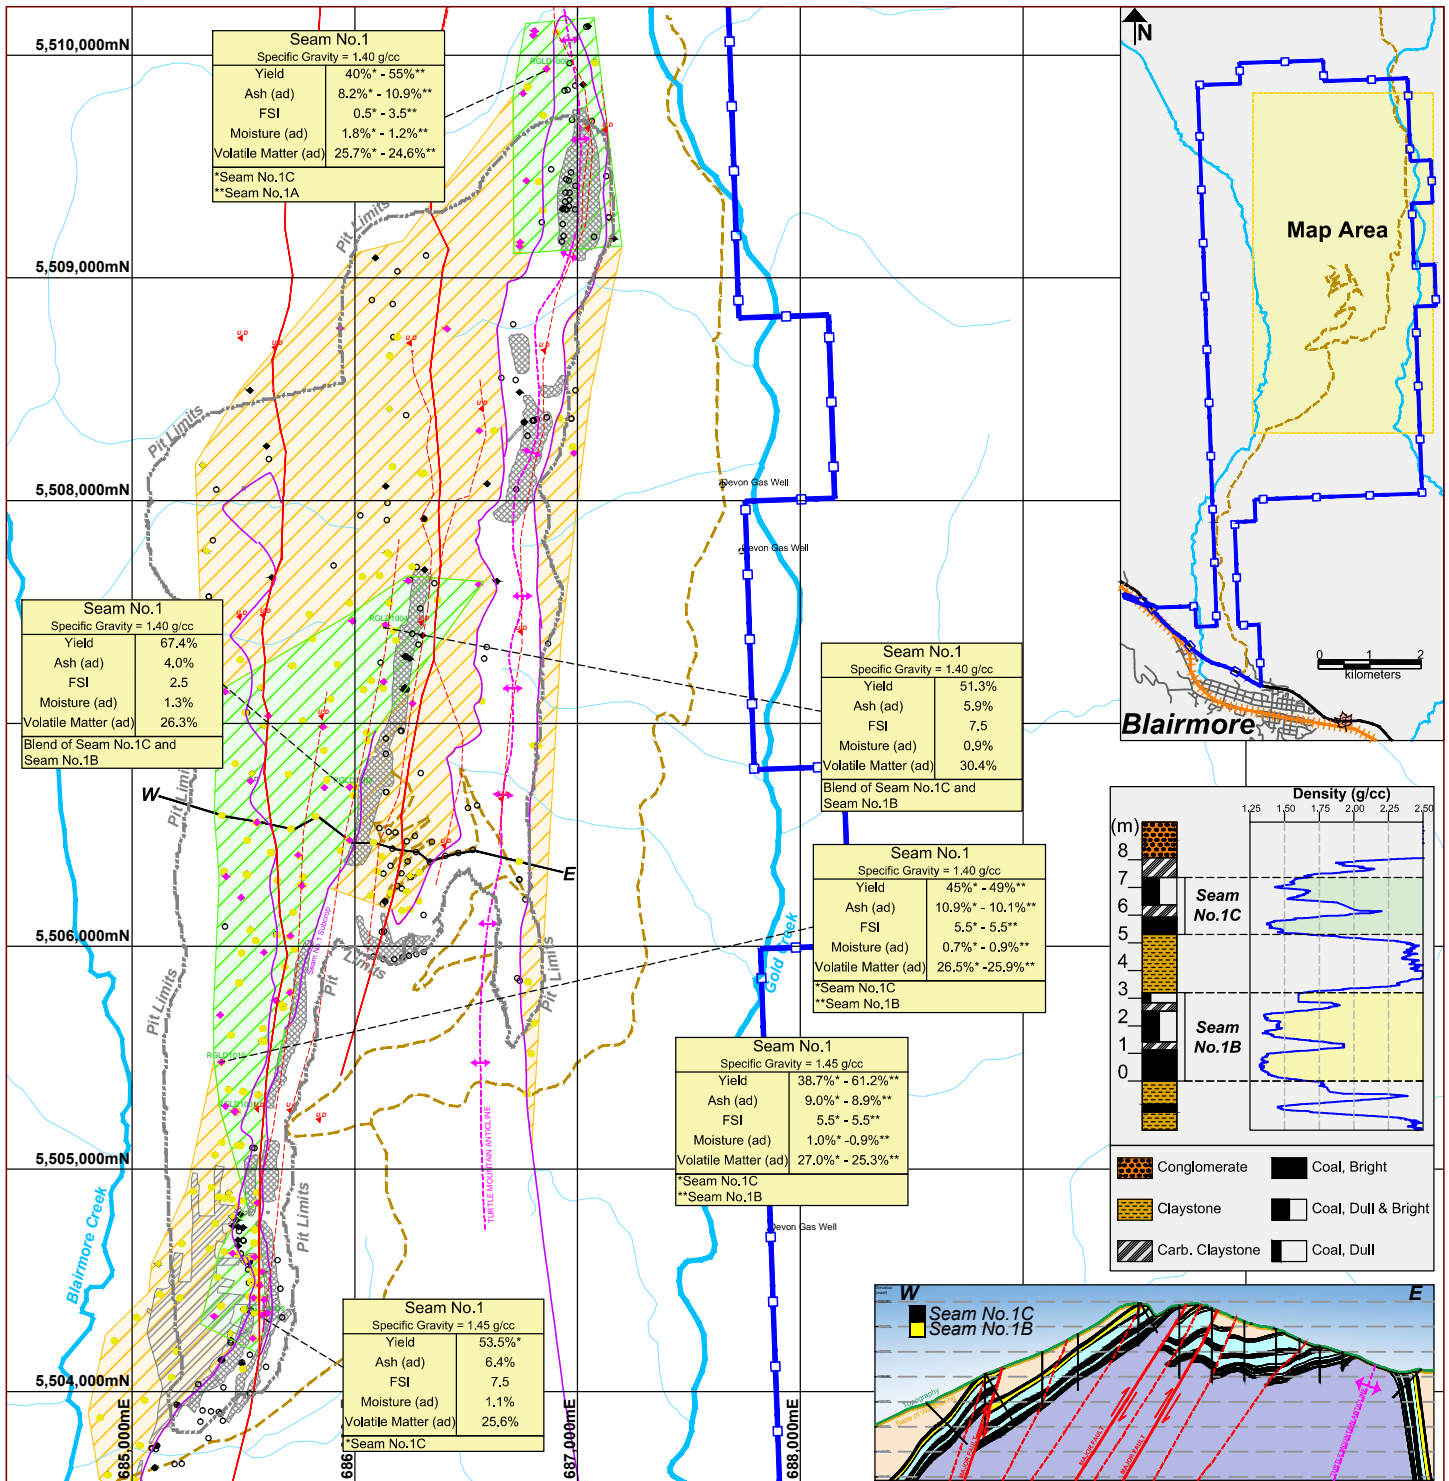 5,510,000mN
5,509,000mN
5,508,000mN
5,506,000mN
5,505,000mN
5,504,000mN
685,000mE
686
687,000mE
688,000mE
Seam No.1
Specific Gravity = 1.40 g/cc
Yield 40%* - 55%**
Ash (ad) 8.2%* - 10.9%**
FSI 0.5* - 3.5**
Moisture (ad) 1.8%* - 1.2%**
Volatile Matter (ad) 25.7%* - 24.6%**
*Seam No.1C
**Seam No.1A
Seam No.1
Specific Gravity = 1.40 g/cc
Yield 67.4%
Ash (ad) 4.0%
FSI 2.5
Moisture (ad) 1.3%
Volatile Matter (ad) 26.3%
Blend of Seam No.1C and
Seam No.1B
Seam No.1
Specific Gravity = 1.40 g/cc
Yield 51.3%
Ash (ad) 5.9%
FSI 7.5
Moisture (ad) 0.9%
Volatile Matter (ad) 30.4%
Blend of Seam No.1C and
Seam No.1B
Seam No.1
Specific Gravity = 1.40 g/cc
Yield 45%* - 49%**
Ash (ad) 10.9%* - 10.1%**
FSI 5.5* - 5.5**
Moisture (ad) 0.7%* - 0.9%**
Volatile Matter (ad) 26.5%* -25.9%**
*Seam No.1C
**Seam No.1B
Seam No.1
Specific Gravity = 1.45 g/cc
Yield 38.7%* - 61.2%**
Ash (ad) 9.0%* - 8.9%**
FSI 5.5* - 5.5**
Moisture (ad) 1.0%* -0.9%**
Volatile Matter (ad) 27.0%* - 25.3%**
*Seam No.1C
**Seam No.1B
Seam No.1
Specific Gravity = 1.45 g/cc
Yield 53.5%*
Ash (ad) 6.4%
FSI 7.5
Moisture (ad) 1.1%
Volatile Matter (ad) 25.6%
*Seam No.1C
Pit Limits
Pit Limits
Pit Limits
Pit Limits
Pit Limits
Pit Limits
Pit Limits
RGLD1004
RGLD1010
Devon Gas Well
Devon Gas Well
Devon Gas Well
Gold Creek
Blairmore Creek
Seam No.1 Subcrop
TURTLE MOUNTAIN ANTICLINE
W
E
N
Map Area
0 1 2
kilometers
Blairmore
Density (g/cc)
1.25 1.50 1.75 2.00 2.25 2.50
(m)
8
7
6
5
4
3
2
1
0
Seam
No.1C
Seam
No.1B
Conglomerate
Coal, Bright
Claystone
Coal, Dull & Bright
Carb. Claystone
Coal, Dull
W
E
Seam No.1C
Seam No.1B
Topography
MAJOR FAULT
MAJOR FAULT
MAJOR FAULT